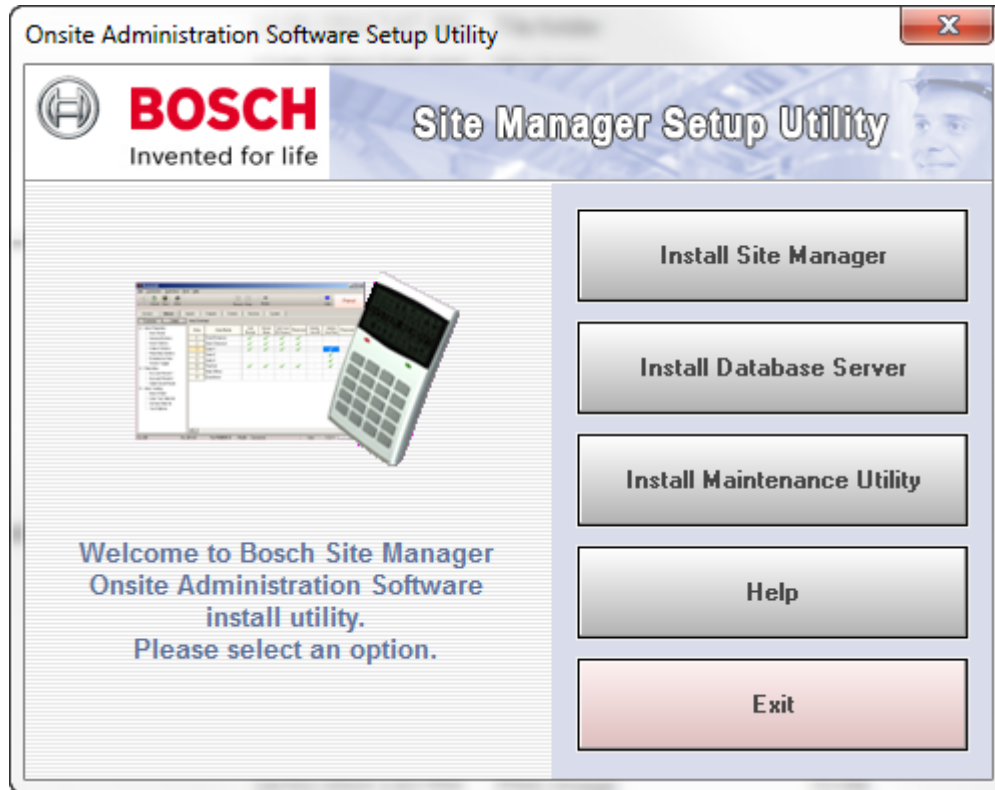 Onsite Administration Software Setup Utility
BOSCH
Invented for life
Site Manager Setup Utility
Install Site Manager
Install Database Server
Install Maintenance Utility
Welcome to Bosch Site Manager
Onsite Administration Software
install utility.
Please select an option.
Help
Exit